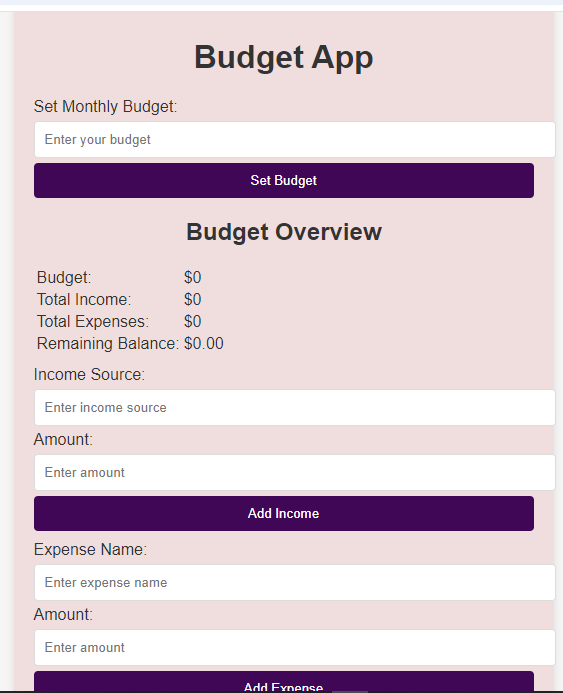 Budget App
Set Monthly Budget:
Enter your budget
Set Budget
Budget Overview
Budget: $0
Total Income: $0
Total Expenses: $0
Remaining Balance: $0.00
Income Source:
Enter income source
Amount:
Enter amount
Add Income
Expense Name:
Enter expense name
Amount:
Enter amount
Add Expense